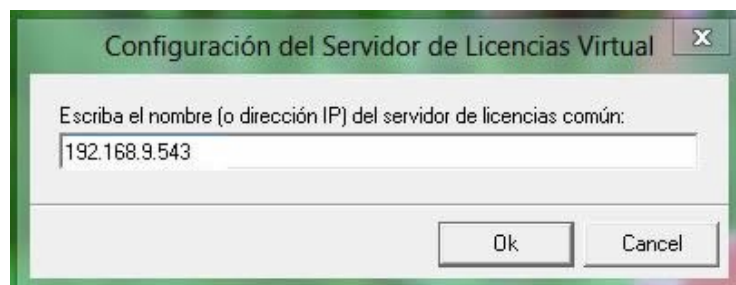 Configuración del Servidor de Licencias Virtual
x
Escriba el nombre (o dirección IP) del servidor de licencias común:
192.168.9.543
Ok Cancel